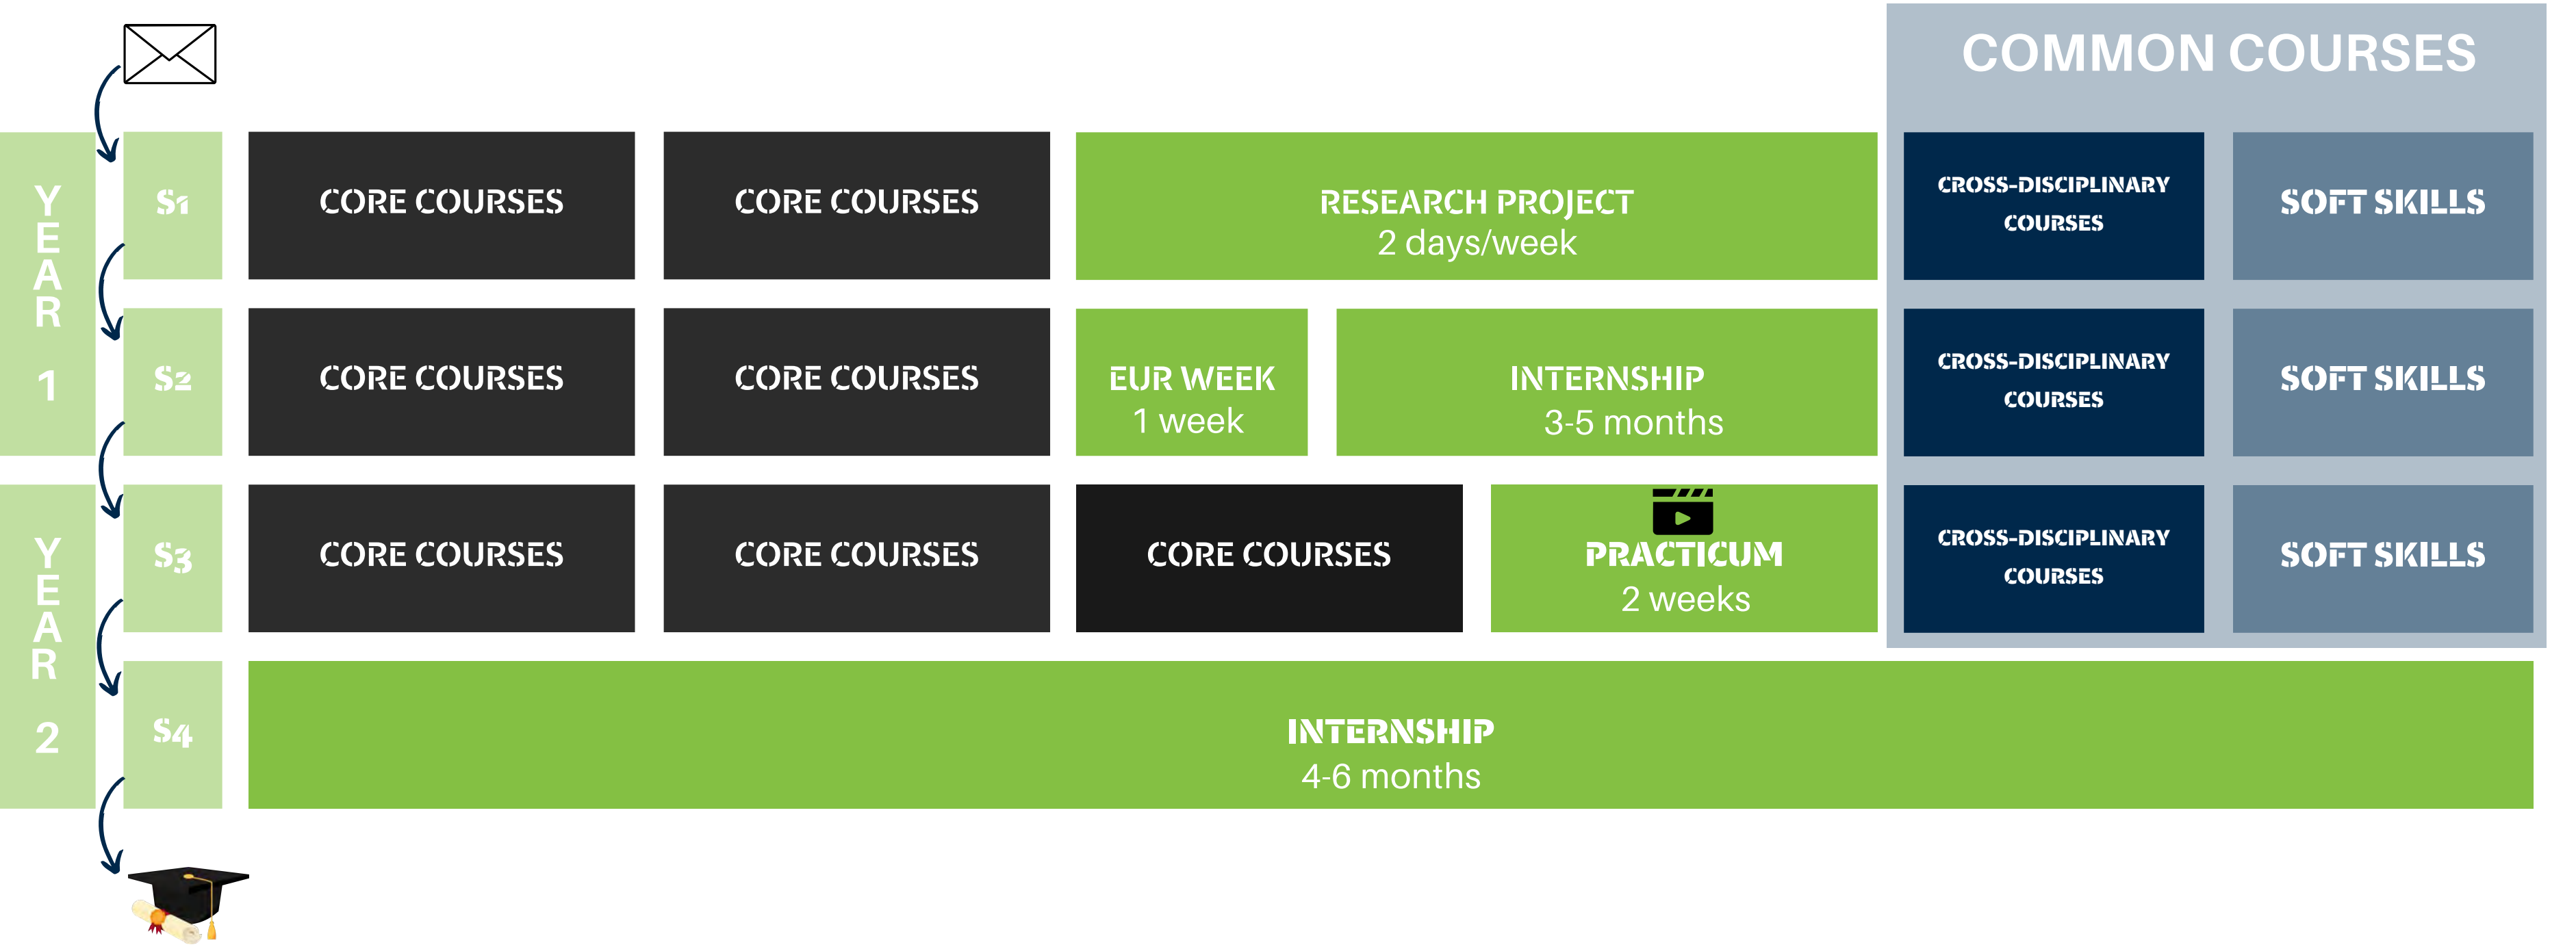 COMMON COURSES
YEAR 1
S1
CORE COURSES
CORE COURSES
RESEARCH PROJECT
2 days/week
CROSS-DISCIPLINARY
COURSES
SOFT SKILLS
S2
CORE COURSES
CORE COURSES
EUR WEEK
1 week
INTERNSHIP
3-5 months
CROSS-DISCIPLINARY
COURSES
SOFT SKILLS
YEAR 2
S3
CORE COURSES
CORE COURSES
CORE COURSES
PRACTICUM
2 weeks
CROSS-DISCIPLINARY
COURSES
SOFT SKILLS
S4
INTERNSHIP
4-6 months